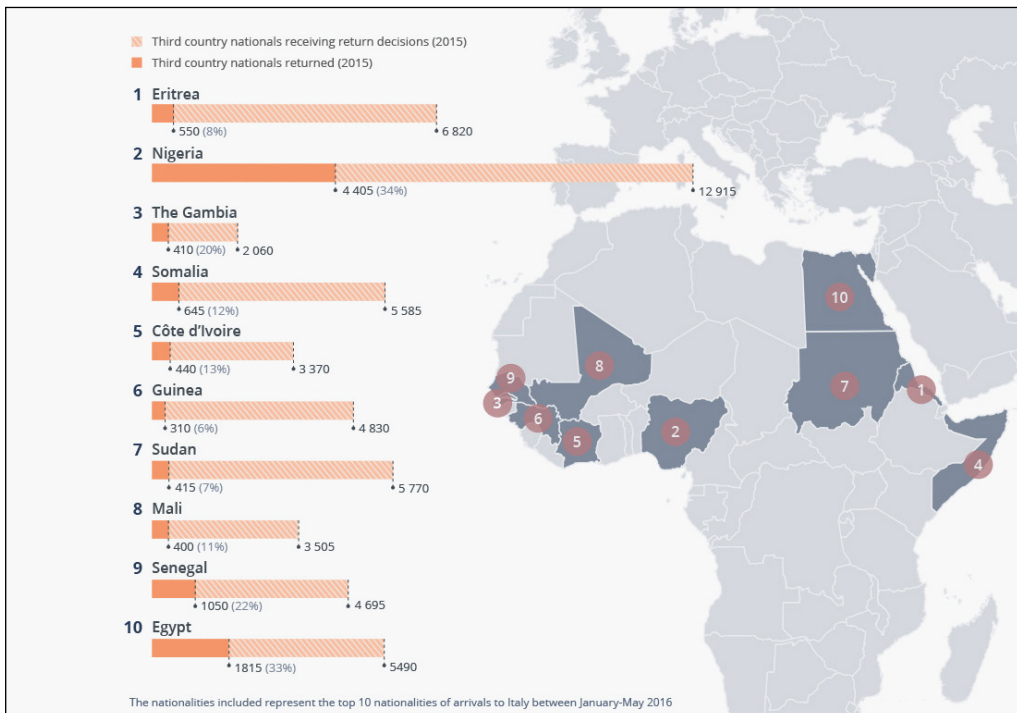 Third country nationals receiving return decisions (2015)
Third country nationals returned (2015)
1 Eritrea
550 (8%) 6 820
2 Nigeria
4 405 (34%) 12 915
3 The Gambia
410 (20%) 2 060
4 Somalia
645 (12%) 5 585
5 Côte d'Ivoire
440 (13%) 3 370
6 Guinea
310 (6%) 4 830
7 Sudan
415 (7%) 5 770
8 Mali
400 (11%) 3 505
9 Senegal
1050 (22%) 4 695
10 Egypt
1815 (33%) 5490
The nationalities included represent the top 10 nationalities of arrivals to Italy between January-May 2016
10
8
9
7
1
3
6
2
5
4